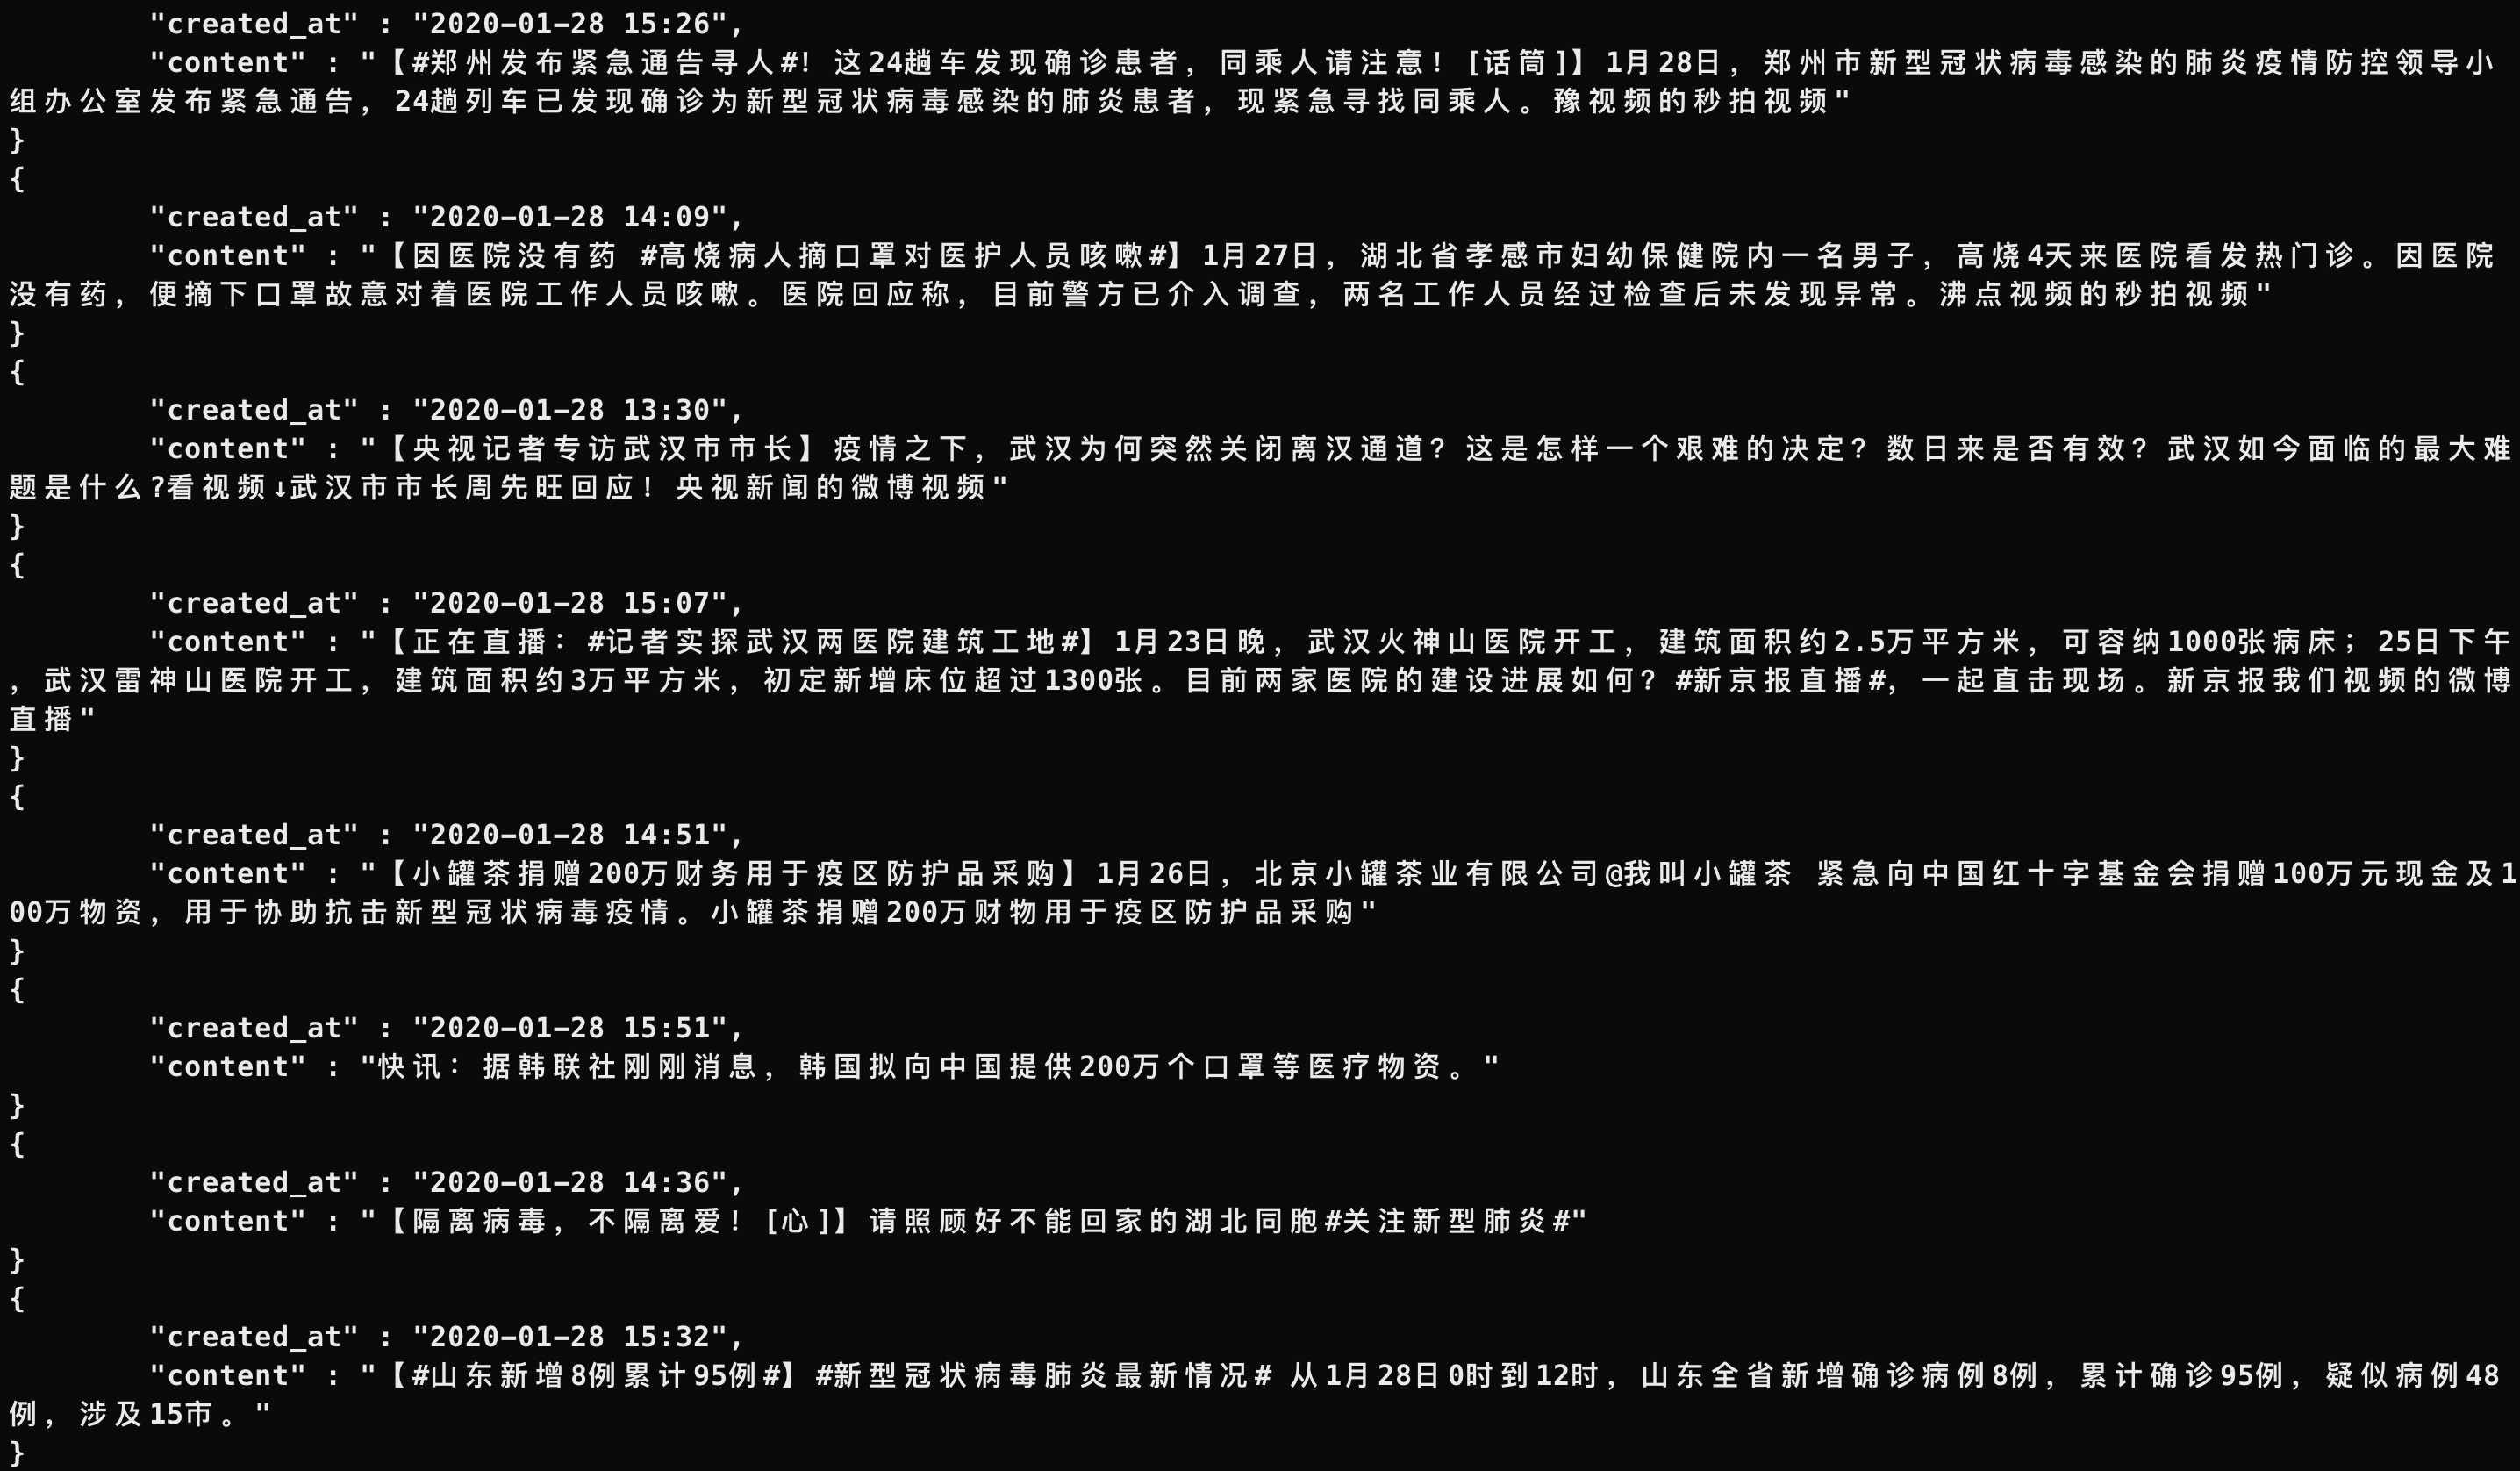 "created_at" : "2020-01-28 15:26",
"content" : "【#郑州发布紧急通告寻人#！这24趟车发现确诊患者，同乘人请注意！[话筒]】1月28日，郑州市新型冠状病毒感染的肺炎疫情防控领导小
组办公室发布紧急通告，24趟列车已发现确诊为新型冠状病毒感染的肺炎患者，现紧急寻找同乘人。豫视频的秒拍视频"
}
{
"created_at" : "2020-01-28 14:09",
"content" : "【因医院没有药 #高烧病人摘口罩对医护人员咳嗽#】1月27日，湖北省孝感市妇幼保健院内一名男子，高烧4天来医院看发热门诊。因医院
没有药，便摘下口罩故意对着医院工作人员咳嗽。医院回应称，目前警方已介入调查，两名工作人员经过检查后未发现异常。沸点视频的秒拍视频"
}
{
"created_at" : "2020-01-28 13:30",
"content" : "【央视记者专访武汉市市长】疫情之下，武汉为何突然关闭离汉通道？这是怎样一个艰难的决定？数日来是否有效？武汉如今面临的最大难
题是什么?看视频↓武汉市市长周先旺回应！央视新闻的微博视频"
}
{
"created_at" : "2020-01-28 15:07",
"content" : "【正在直播：#记者实探武汉两医院建筑工地#】1月23日晚，武汉火神山医院开工，建筑面积约2.5万平方米，可容纳1000张病床；25日下午
，武汉雷神山医院开工，建筑面积约3万平方米，初定新增床位超过1300张。目前两家医院的建设进展如何？#新京报直播#，一起直击现场。新京报我们视频的微博
直播"
}
{
"created_at" : "2020-01-28 14:51",
"content" : "【小罐茶捐赠200万财务用于疫区防护品采购】1月26日，北京小罐茶业有限公司@我叫小罐茶 紧急向中国红十字基金会捐赠100万元现金及1
00万物资，用于协助抗击新型冠状病毒疫情。小罐茶捐赠200万财物用于疫区防护品采购"
}
{
"created_at" : "2020-01-28 15:51",
"content" : "快讯：据韩联社刚刚消息，韩国拟向中国提供200万个口罩等医疗物资。"
}
{
"created_at" : "2020-01-28 14:36",
"content" : "【隔离病毒，不隔离爱！[心]】请照顾好不能回家的湖北同胞#关注新型肺炎#"
}
{
"created_at" : "2020-01-28 15:32",
"content" : "【#山东新增8例累计95例#】#新型冠状病毒肺炎最新情况# 从1月28日0时到12时，山东全省新增确诊病例8例，累计确诊95例，疑似病例48
例，涉及15市。"
}